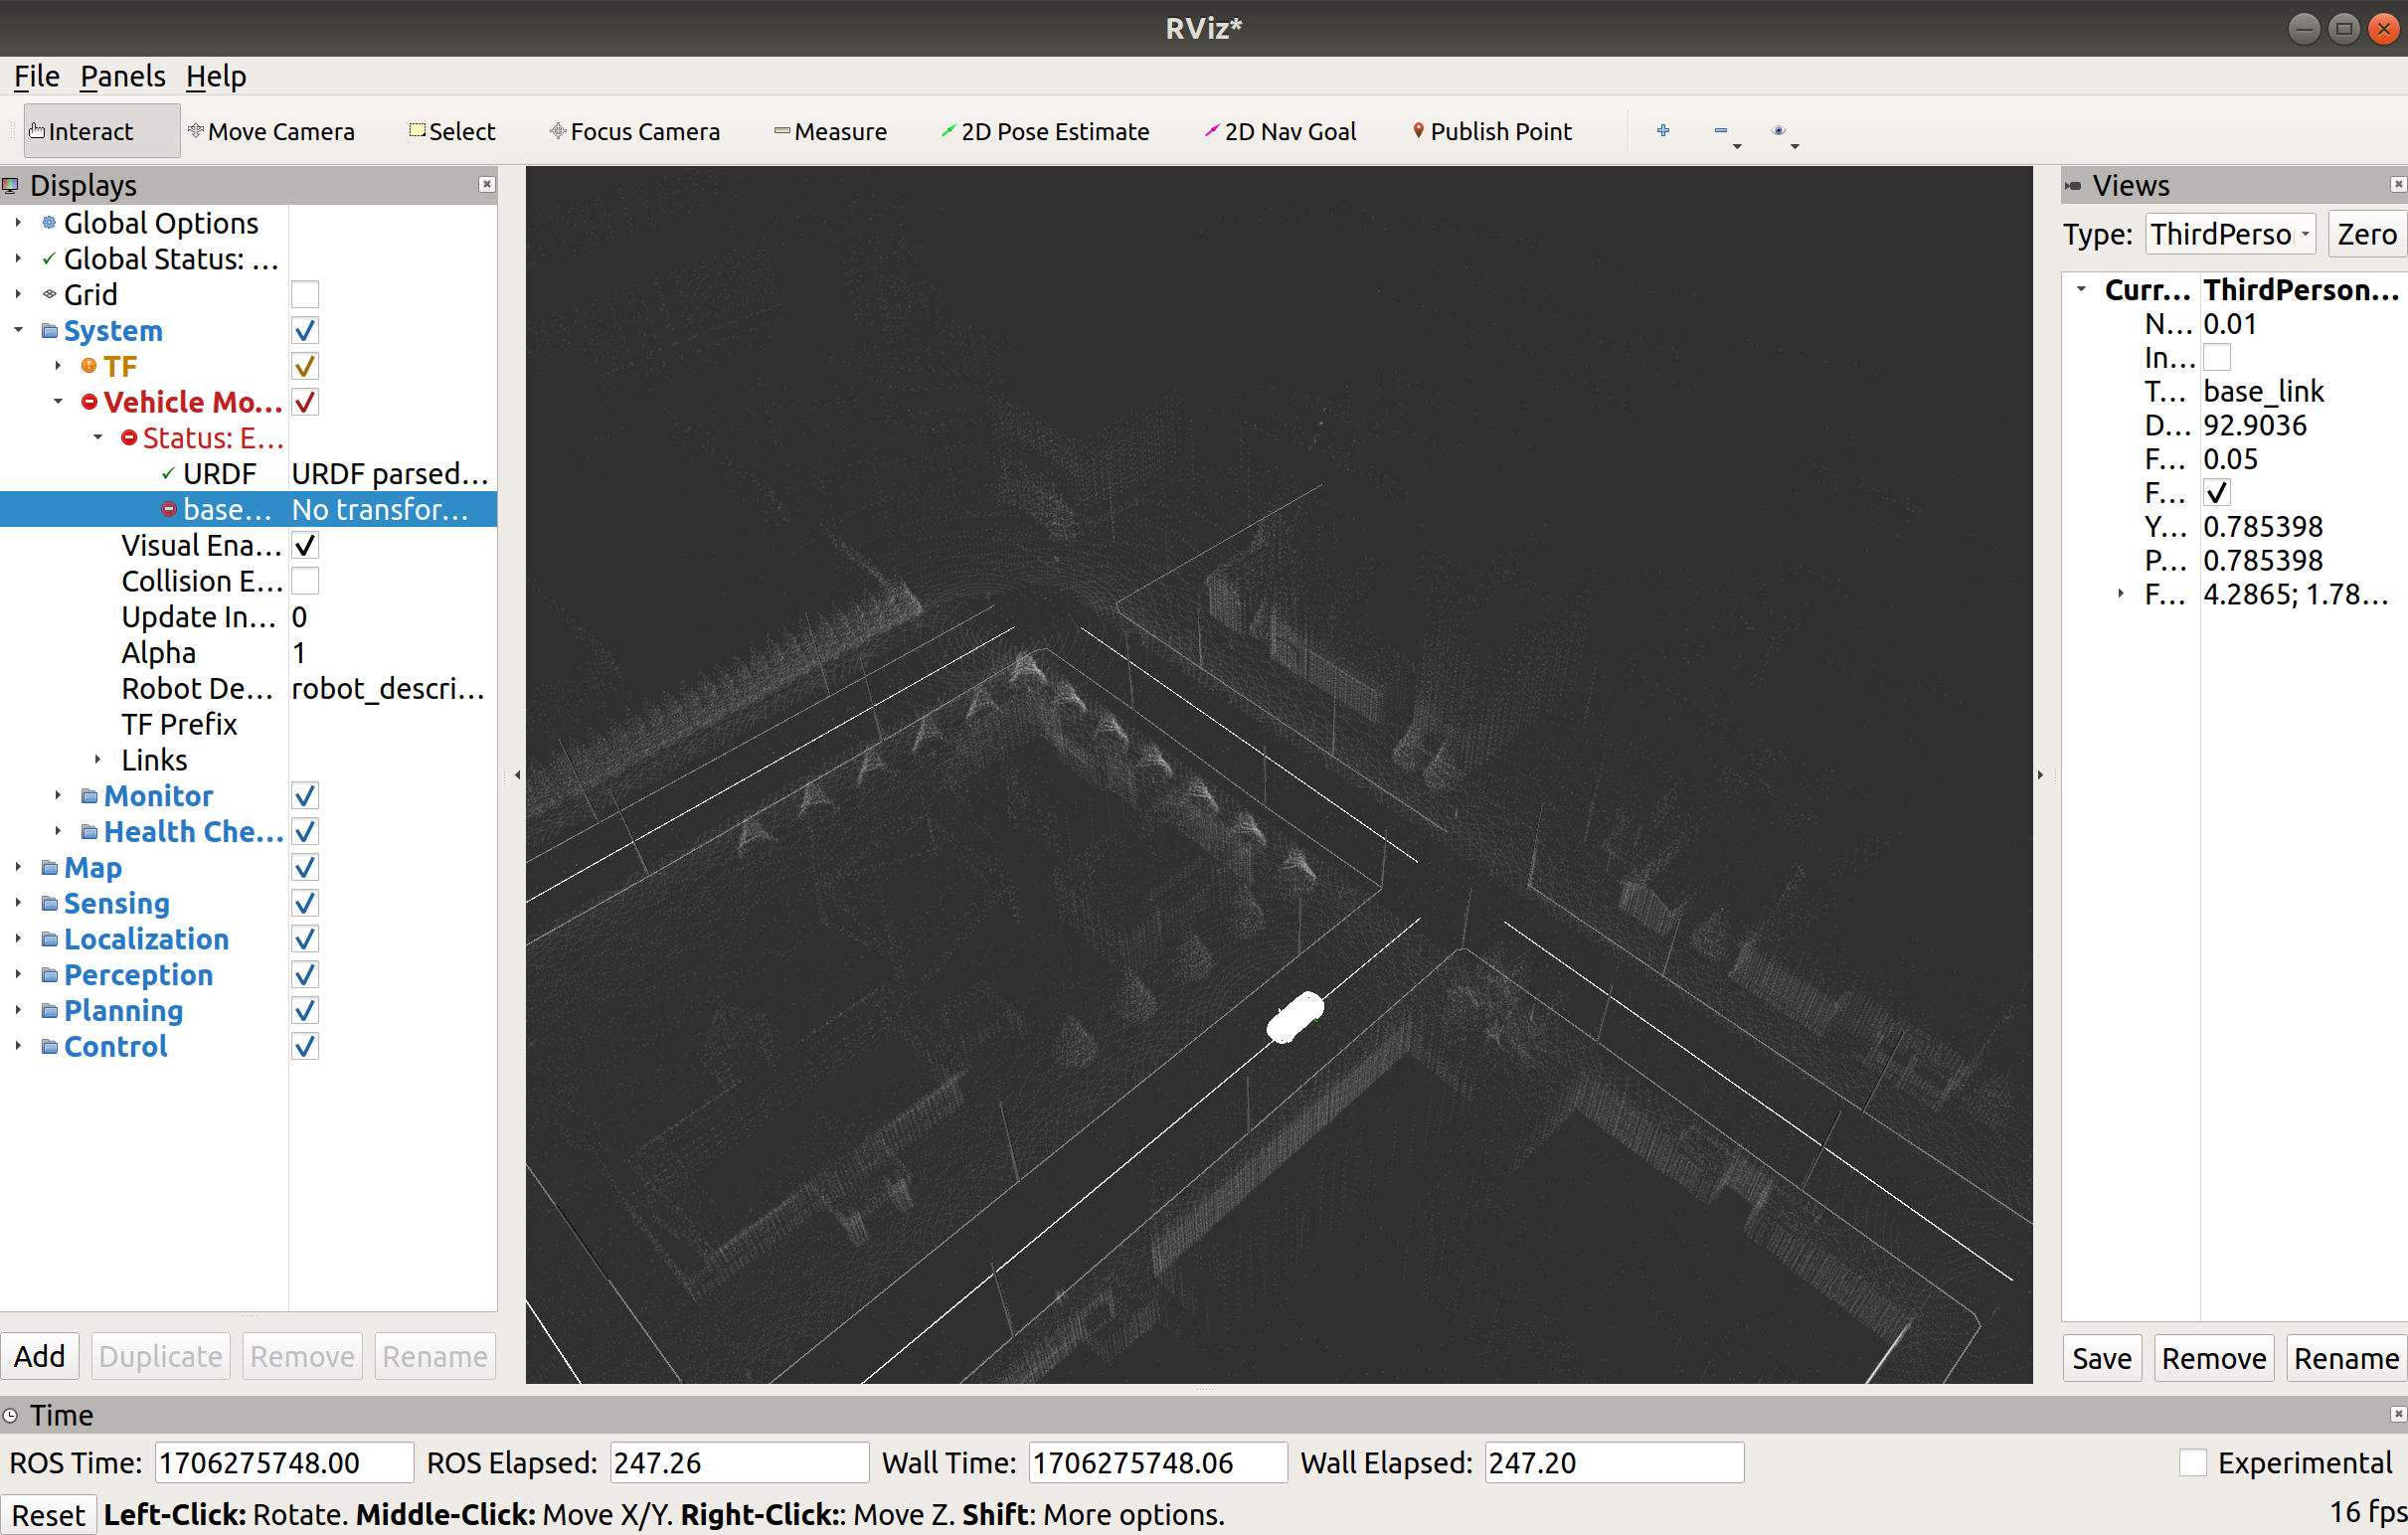 RViz*
File Panels Help
Interact Move Camera Select Focus Camera Measure 2D Pose Estimate 2D Nav Goal Publish Point
Displays
Global Options
Global Status: ...
Grid
System
TF
Vehicle Mo...
Status: E...
URDF URDF parsed...
base... No transfor...
Visual Ena...
Collision E...
Update In... 0
Alpha 1
Robot De... robot_descri...
TF Prefix
Links
Monitor
Health Che...
Map
Sensing
Localization
Perception
Planning
Control
Add Duplicate Remove Rename
Views
Type: ThirdPerso Zero
Curr... ThirdPerson...
N... 0.01
In...
T... base_link
D... 92.9036
F... 0.05
F...
Y... 0.785398
P... 0.785398
F... 4.2865; 1.78...
Save Remove Rename
Time
ROS Time: 1706275748.00 ROS Elapsed: 247.26 Wall Time: 1706275748.06 Wall Elapsed: 247.20 Experimental
Reset Left-Click: Rotate. Middle-Click: Move X/Y. Right-Click:: Move Z. Shift: More options. 16 fps